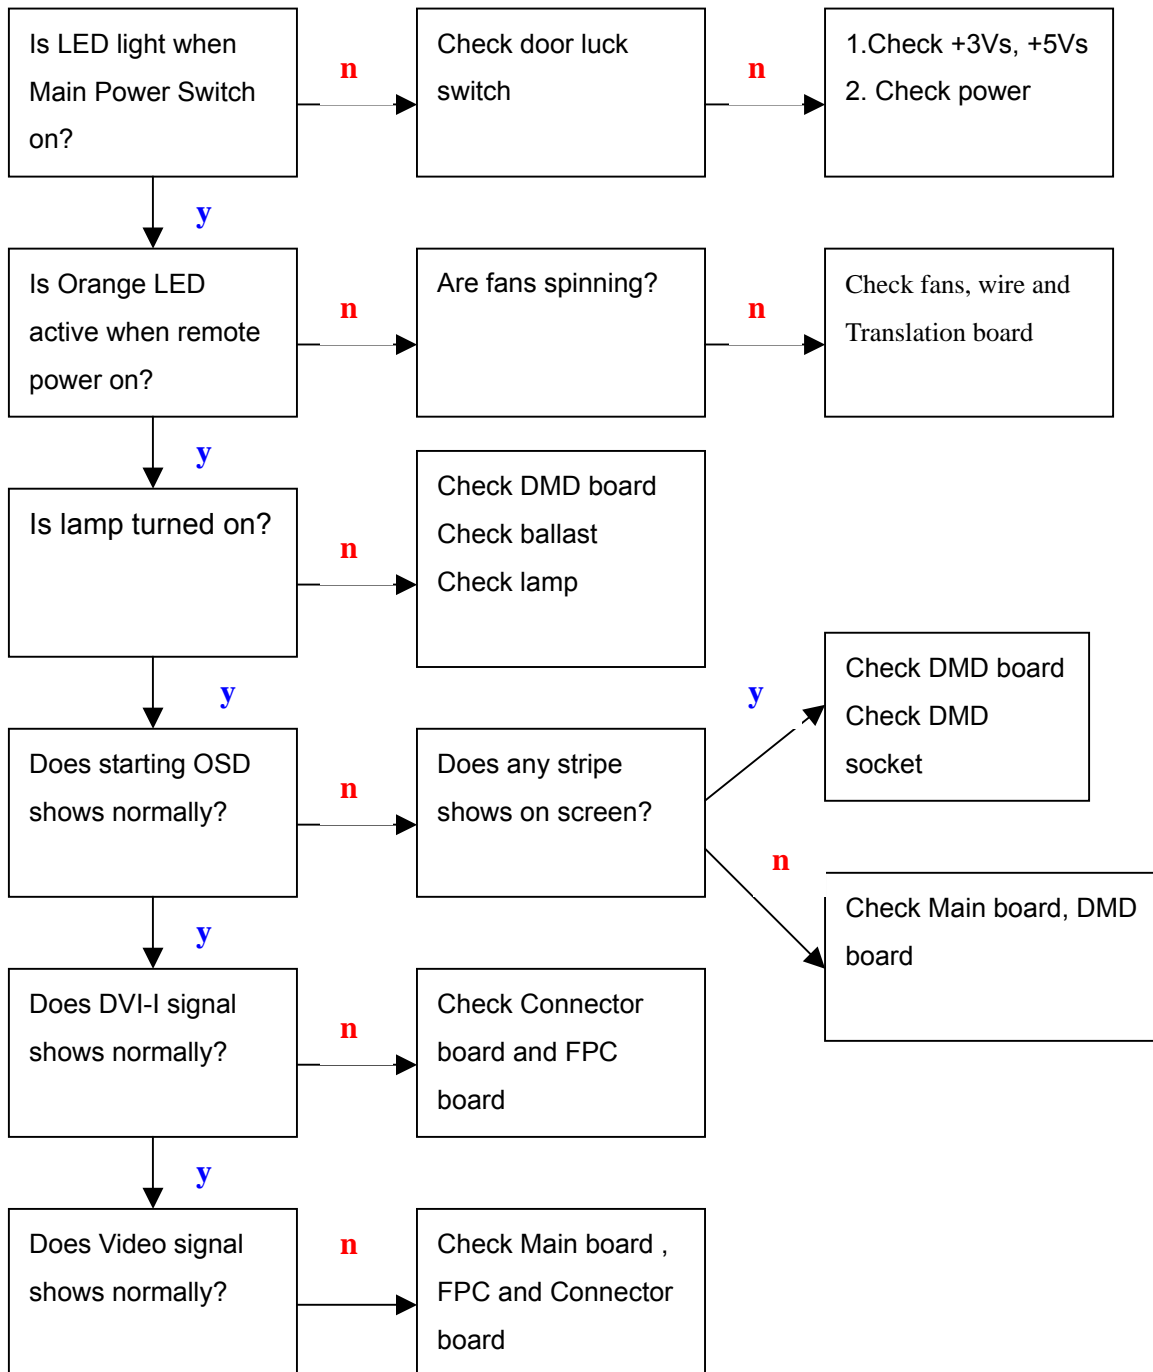 Is LED light when
Main Power Switch
on?
n
Check door luck
switch
n
1.Check +3Vs, +5Vs
2. Check power
y
Is Orange LED
active when remote
power on?
n
Are fans spinning?
n
Check fans, wire and
Translation board
y
Is lamp turned on?
n
Check DMD board
Check ballast
Check lamp
y
Does starting OSD
shows normally?
n
Does any stripe
shows on screen?
y
Check DMD board
Check DMD
socket
n
Check Main board, DMD
board
y
Does DVI-I signal
shows normally?
n
Check Connector
board and FPC
board
y
Does Video signal
shows normally?
n
Check Main board ,
FPC and Connector
board